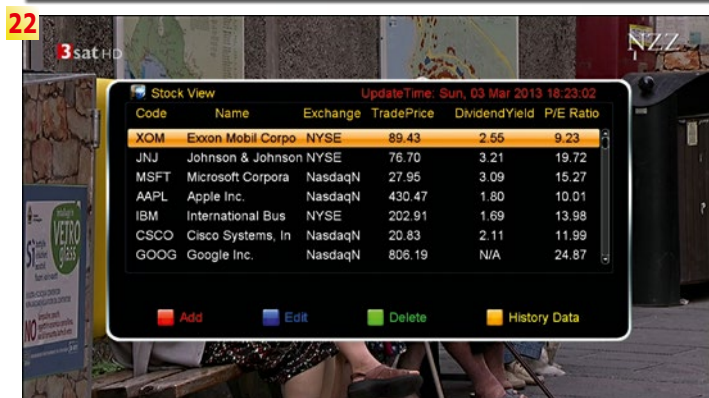 22
3sat HD
NZZ
Stock View UpdateTime: Sun, 03 Mar 2013 18:23:02
Code Name Exchange TradePrice DividendYield P/E Ratio
XOM Exxon Mobil Corpo NYSE 89.43 2.55 9.23
JNJ Johnson & Johnson NYSE 76.70 3.21 19.72
MSFT Microsoft Corpora NasdaqN 27.95 3.09 15.27
AAPL Apple Inc. NasdaqN 430.47 1.80 10.01
IBM International Bus NYSE 202.91 1.69 13.98
CSCO Cisco Systems, In NasdaqN 20.83 2.11 11.99
GOOG Google Inc. NasdaqN 806.19 N/A 24.87
Add Edit Delete History Data
VETRO
glass
Sì
NO